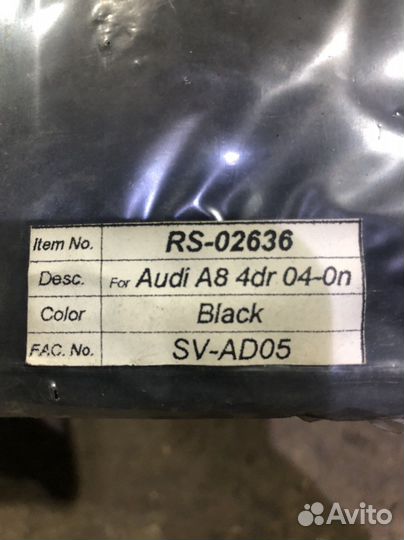 Item No. RS-02636
Desc. For Audi A8 4dr 04-0n
Color Black
FAC. No. SV-AD05
Avito